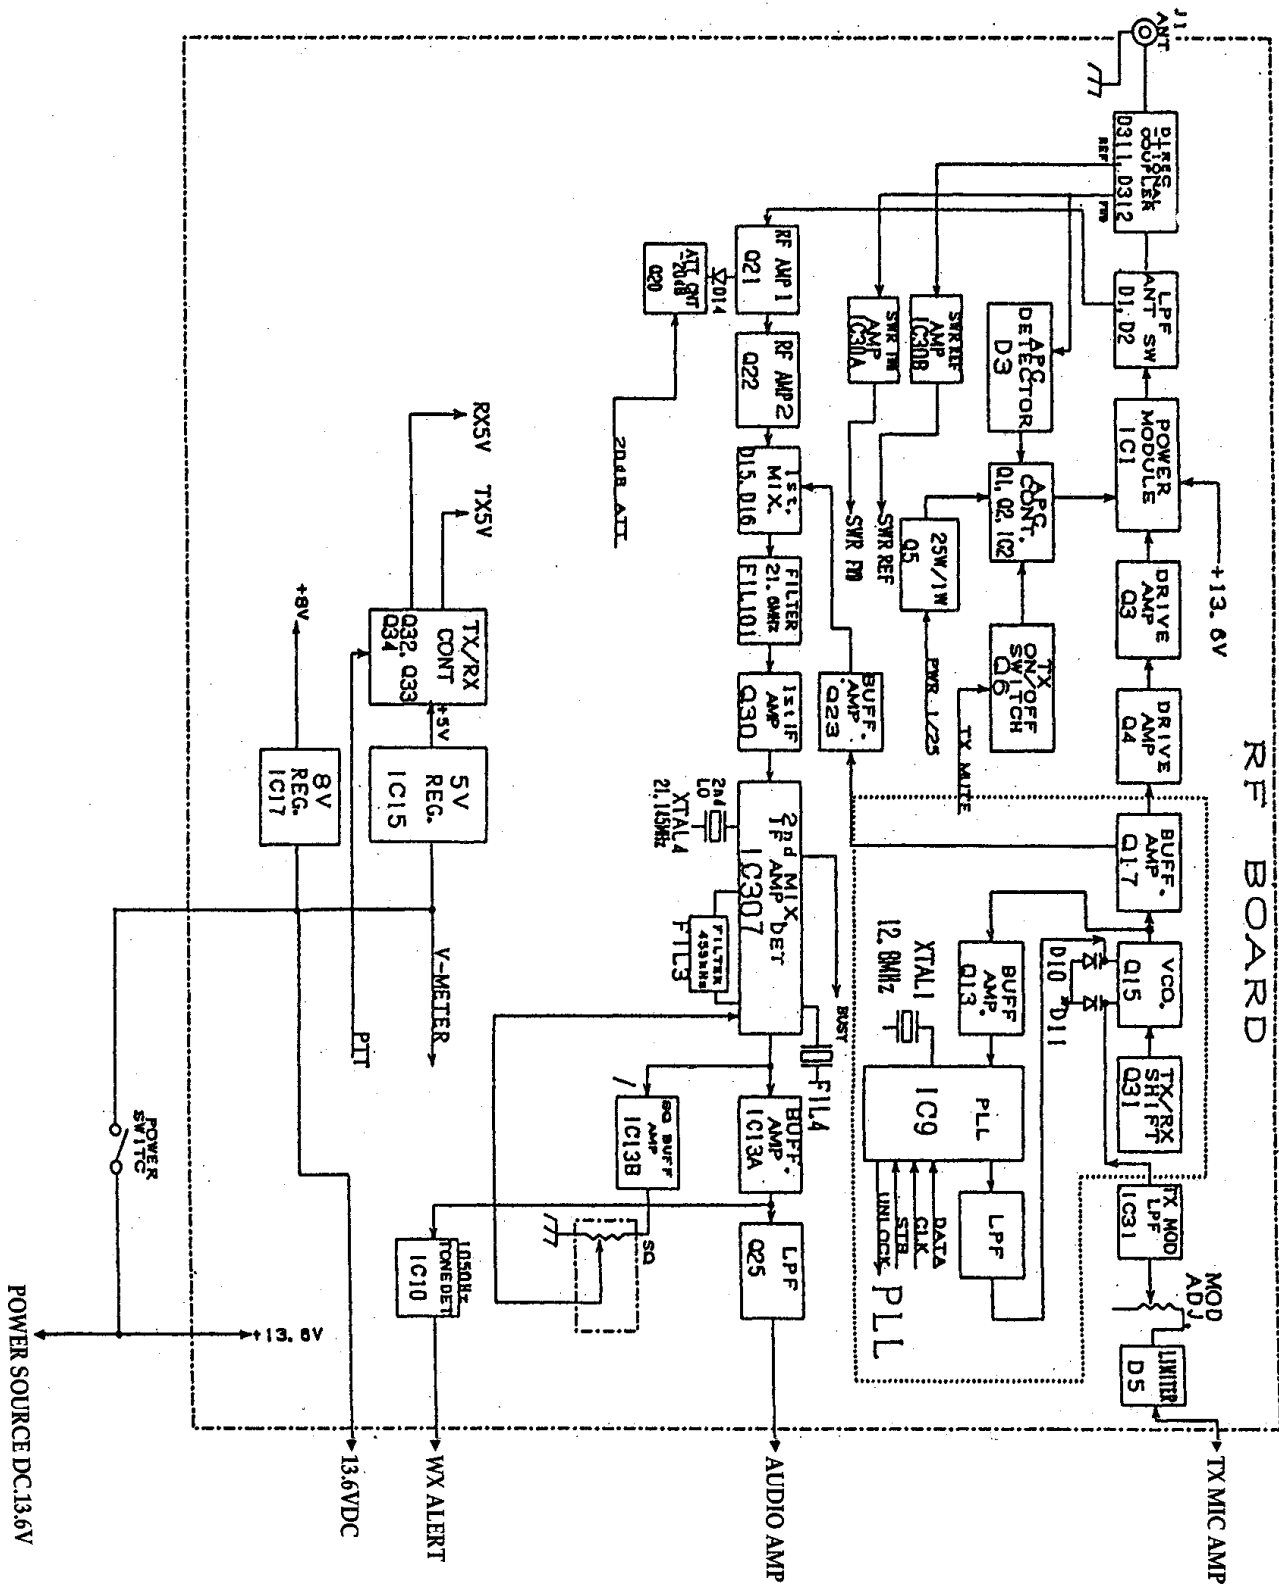 RF BOARD
J1
ANT
DIREC
-TIONAL
COUPLER
D311, D312
REF
FWD
LPF
ANT SW
D1, D2
POWER
MODULE
IC1
+13.6V
DRIVE
AMP
Q3
DRIVE
AMP
Q4
BUFF.
AMP
Q17
VCO.
Q15
TX/RX
SHIFT
Q31
TX MOD
LPF
IC31
MOD
ADJ
LIMITER
D5
TX MIC AMP
D10
D11
APC
DETECTOR
D3
APC
CONT.
Q1, Q2, IC2
TX
ON/OFF
SWITCH
Q6
TX MUTE
25W/1W
Q5
PWR 1/25
BUFF
AMP.
Q13
XTAL1
12.8MHz
PLL
IC9
DATA
CLK
STB
UNLOCK
LPF
PLL
SWR REF
AMP
IC30B
SWR REF
SWR FWD
AMP
IC30A
SWR FWD
BUFF.
AMP.
Q23
RF AMP1
Q21
RF AMP2
Q22
1st.
MIX.
D15, D16
FILTER
21.6MHz
FIL101
1stIF
AMP
Q30
2nd MIX
IF AMP DET
IC307
BUSY
FIL4
BUFF.
AMP
IC13A
LPF
Q25
AUDIO AMP
D14
ATT CNT
-20dB
Q20
20dB ATT
2nd
LO
XTAL4
21.145MHz
FILTER
455kHz
FIL3
SQ BUFF
AMP
IC13B
SQ
1050Hz
TONEDET
IC10
WX ALERT
RX5V
TX5V
TX/RX
CONT
Q32, Q33
Q34
+5V
5V
REG.
IC15
V-METER
PTT
+8V
8V
REG.
IC17
13.6VDC
POWER
SWITC
+13.6V
POWER SOURCE DC.13.6V